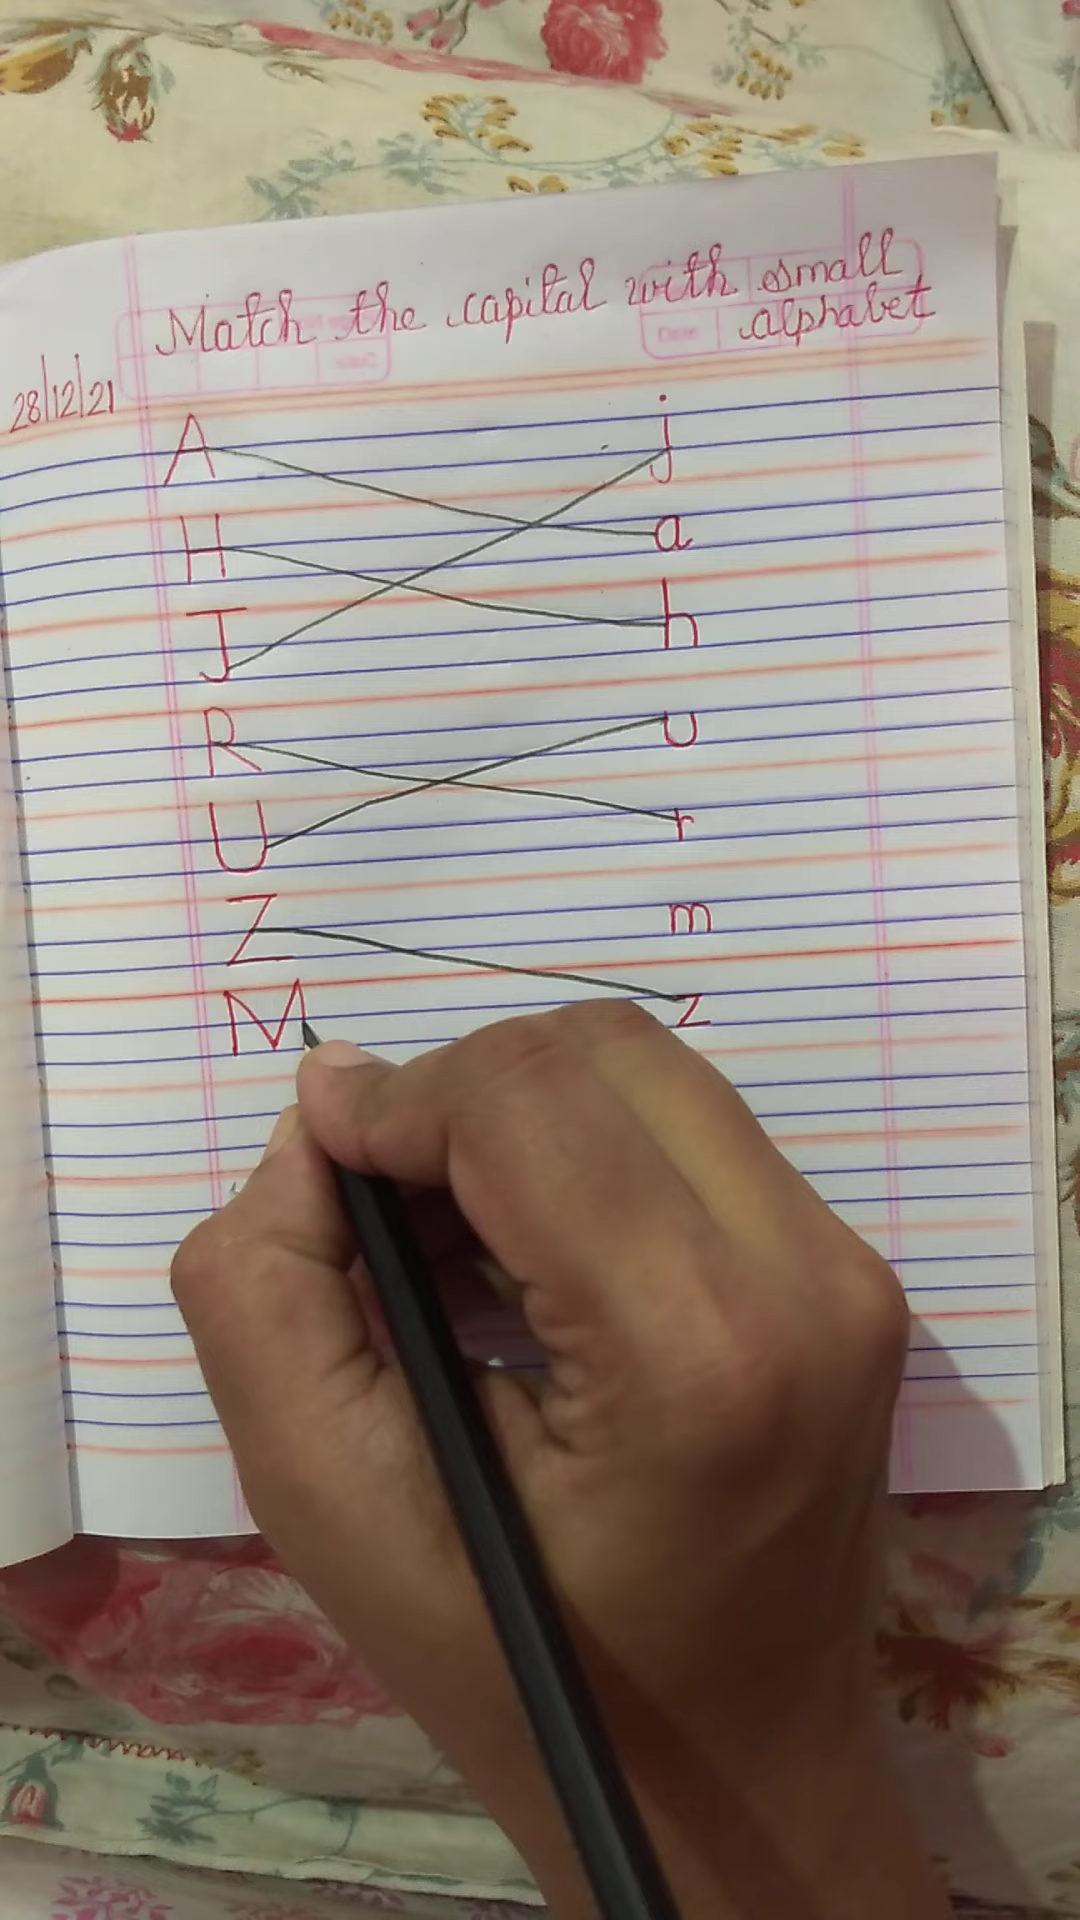 Match the capital with small
alphabet
28/12/21
A j
H a
J h
R u
U r
Z m
M z